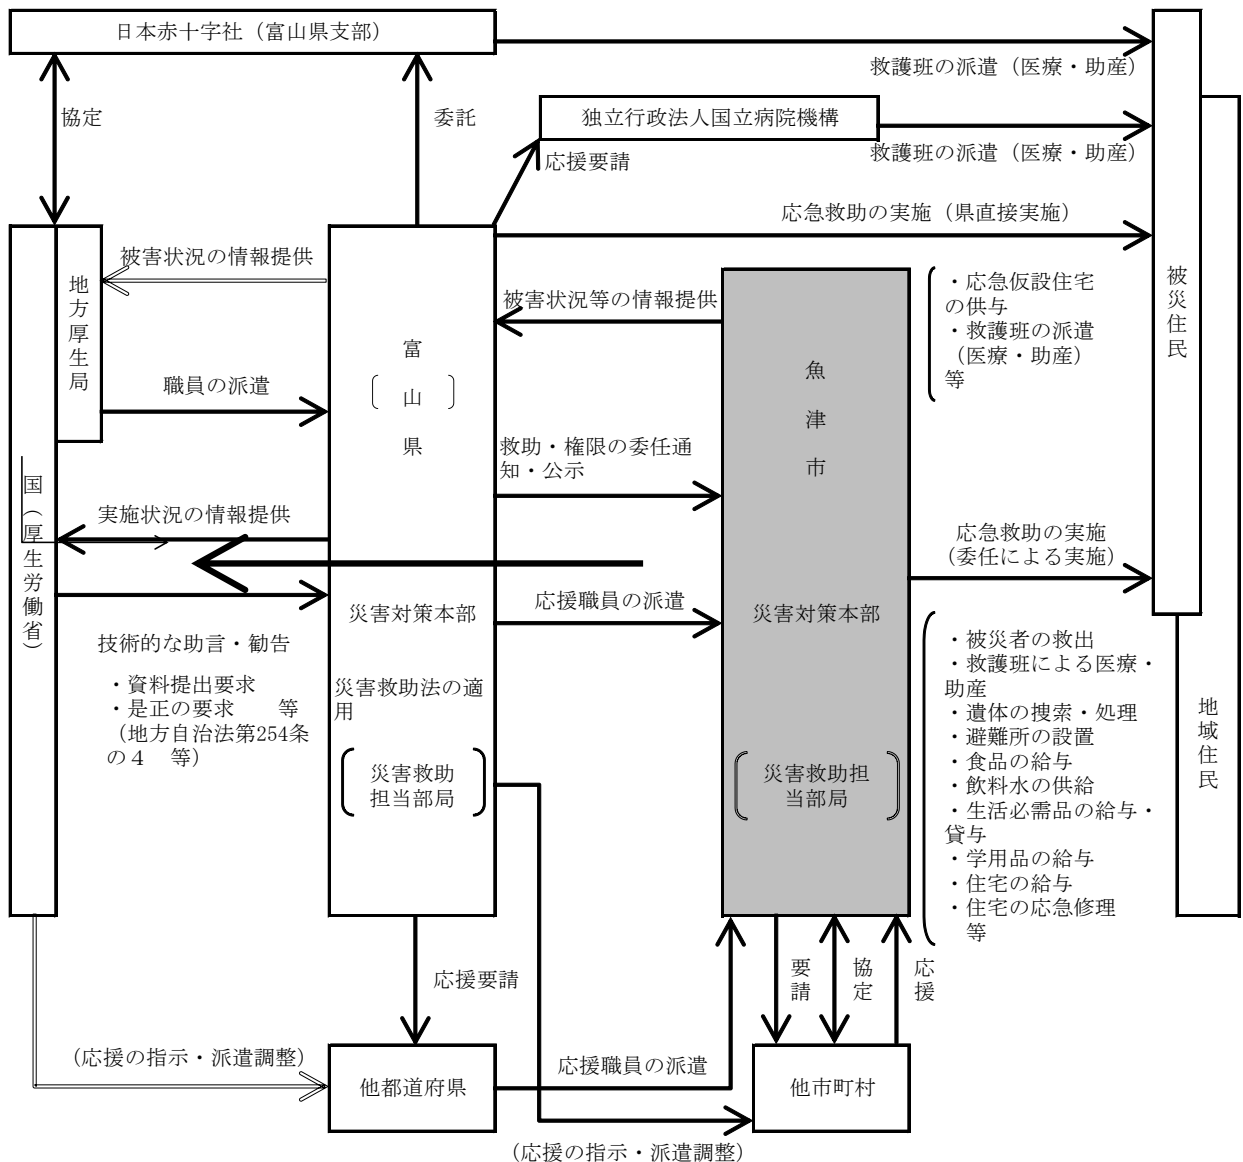 日本赤十字社（富山県支部）
救護班の派遣（医療・助産）
協定
委託
独立行政法人国立病院機構
応援要請
救護班の派遣（医療・助産）
応急救助の実施（県直接実施）
被災住民
被害状況の情報提供
地方厚生局
被害状況等の情報提供
・応急仮設住宅
の供与
・救護班の派遣
（医療・助産）
等
富山県
魚津市
職員の派遣
救助・権限の委任通
知・公示
国（厚生労働省）
実施状況の情報提供
応急救助の実施
（委任による実施）
応援職員の派遣
災害対策本部
災害対策本部
技術的な助言・勧告
・資料提出要求
・是正の要求　　等
（地方自治法第254条
の４　等）
災害救助法の適
用
災害救助
担当部局
災害救助担
当部局
・被災者の救出
・救護班による医療・
助産
・遺体の捜索・処理
・避難所の設置
・食品の給与
・飲料水の供給
・生活必需品の給与・
貸与
・学用品の給与
・住宅の給与
・住宅の応急修理
等
地域住民
応援要請
要請
協定
応援
（応援の指示・派遣調整）
他都道府県
応援職員の派遣
他市町村
（応援の指示・派遣調整）